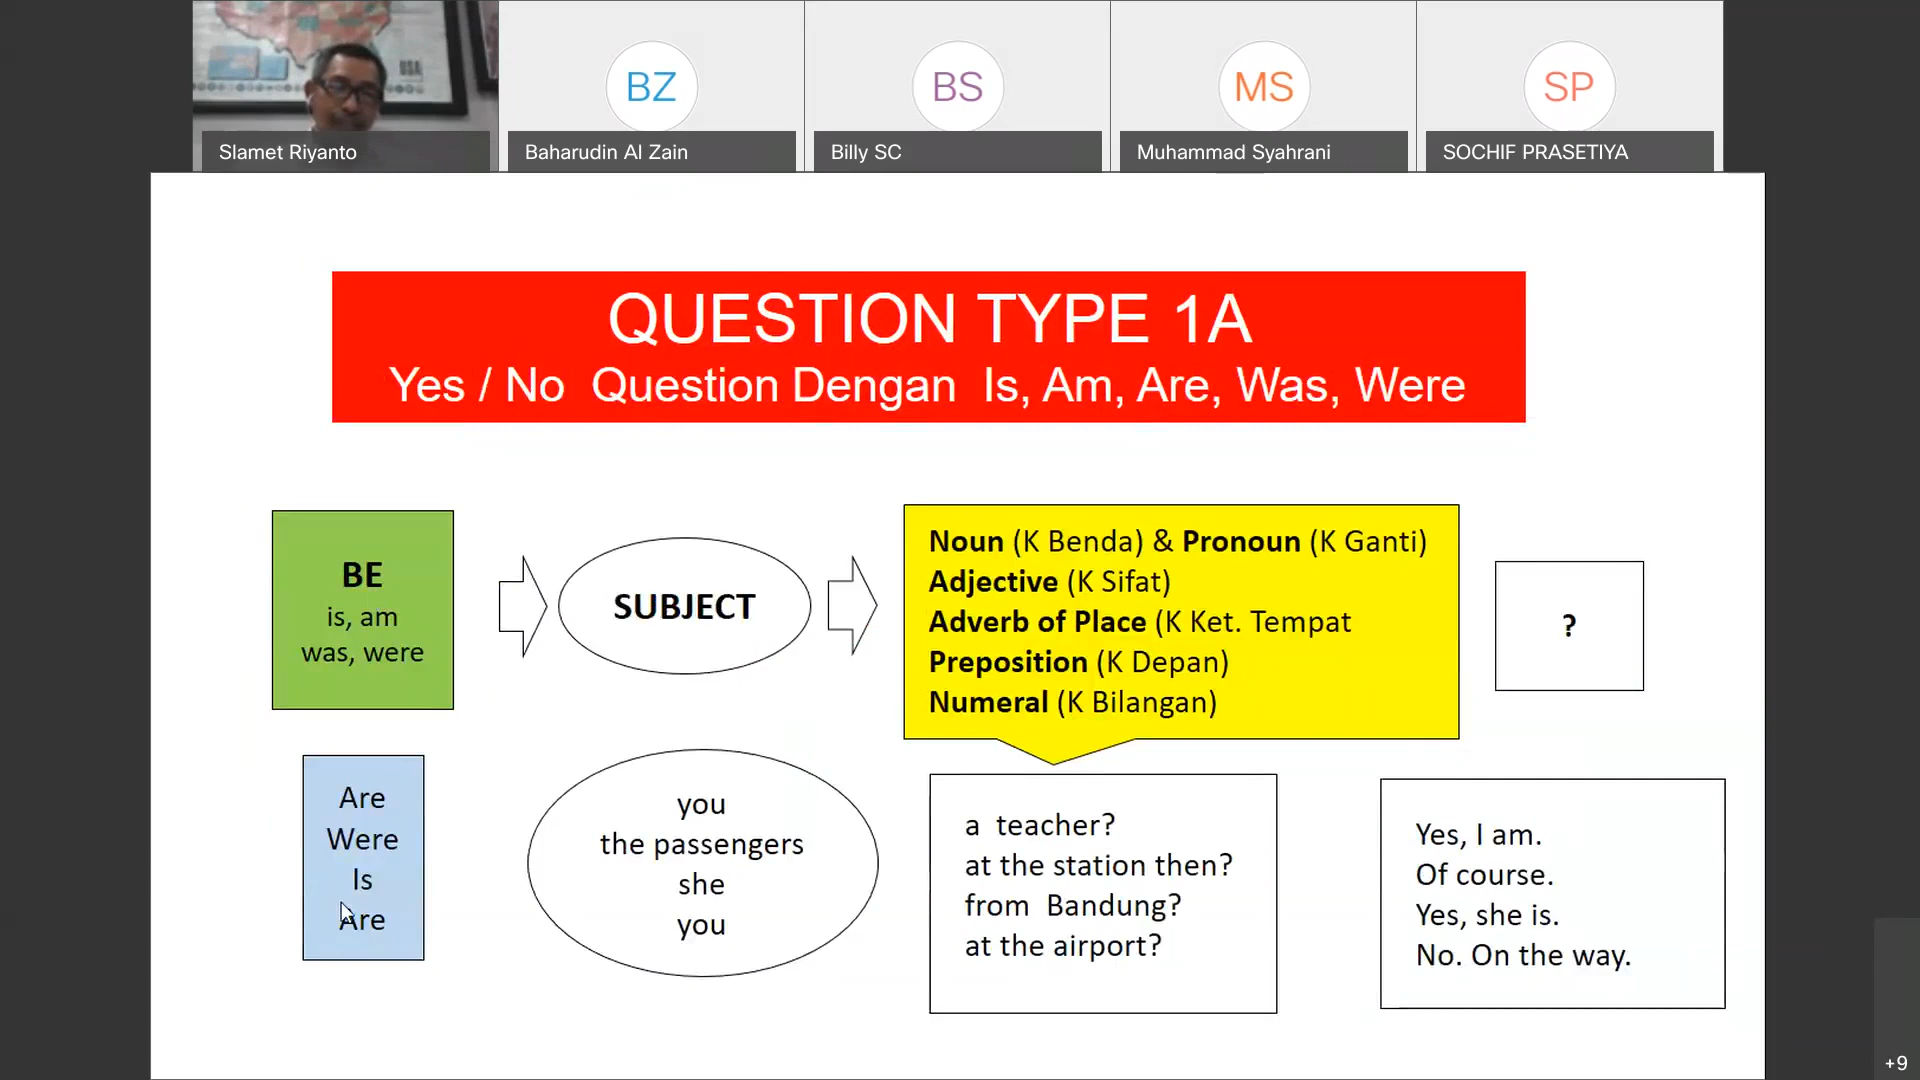 USA
BZ
BS
MS
SP
Slamet Riyanto
Baharudin Al Zain
Billy SC
Muhammad Syahrani
SOCHIF PRASETIYA
QUESTION TYPE 1A
Yes / No Question Dengan Is, Am, Are, Was, Were
BE
is, am
was, were
SUBJECT
Noun (K Benda) & Pronoun (K Ganti)
Adjective (K Sifat)
Adverb of Place (K Ket. Tempat
Preposition (K Depan)
Numeral (K Bilangan)
?
Are
Were
Is
Are
you
the passengers
she
you
a teacher?
at the station then?
from Bandung?
at the airport?
Yes, I am.
Of course.
Yes, she is.
No. On the way.
+9